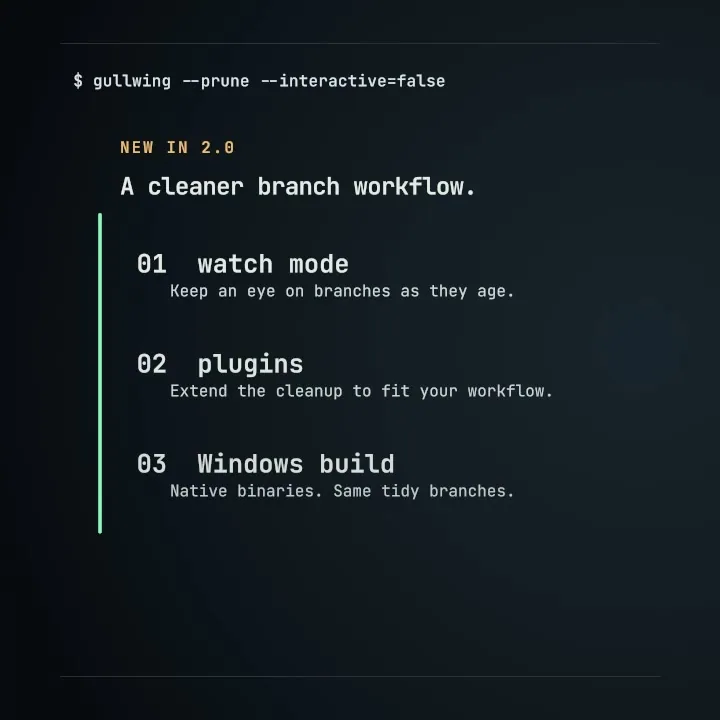 $ gullwing --prune --interactive=false
NEW IN 2.0
A cleaner branch workflow.
01 watch mode
Keep an eye on branches as they age.
02 plugins
Extend the cleanup to fit your workflow.
03 Windows build
Native binaries. Same tidy branches.